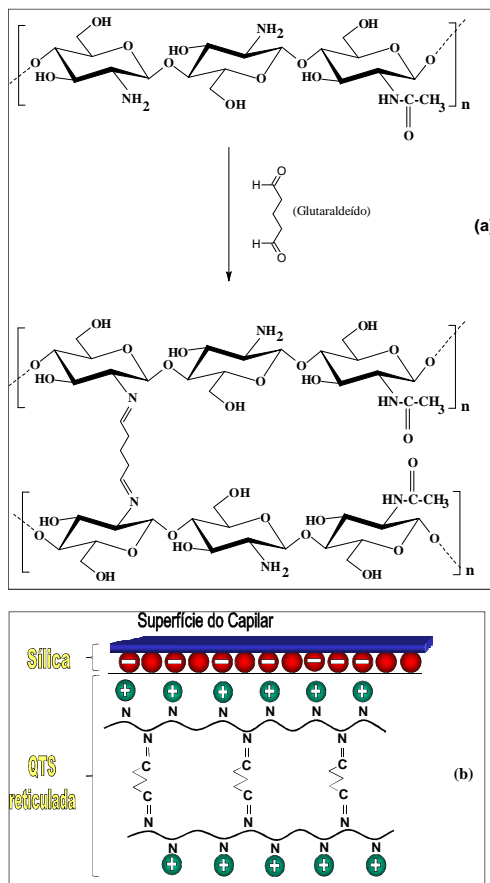 OH
NH2
OH
O
HO
O
O
O
O
HO
O
O
O
HO
NH2
OH
HN-C-CH3
n
O
H
O
(Glutaraldeído)
H
O
(a)
OH
NH2
OH
O
HO
O
O
O
O
HO
O
O
O
HO
N
OH
HN-C-CH3
n
O
O
N
OH
HN-C-CH3
HO
O
O
HO
O
HO
O
O
O
O
O
OH
NH2
OH
n
Superfície do Capilar
Sílica
− − − − − − −
+ + + + + +
N N N N N N
N N N
C C C
QTS
reticulada
(b)
C C C
N N N
N N N N N
+ + + + +